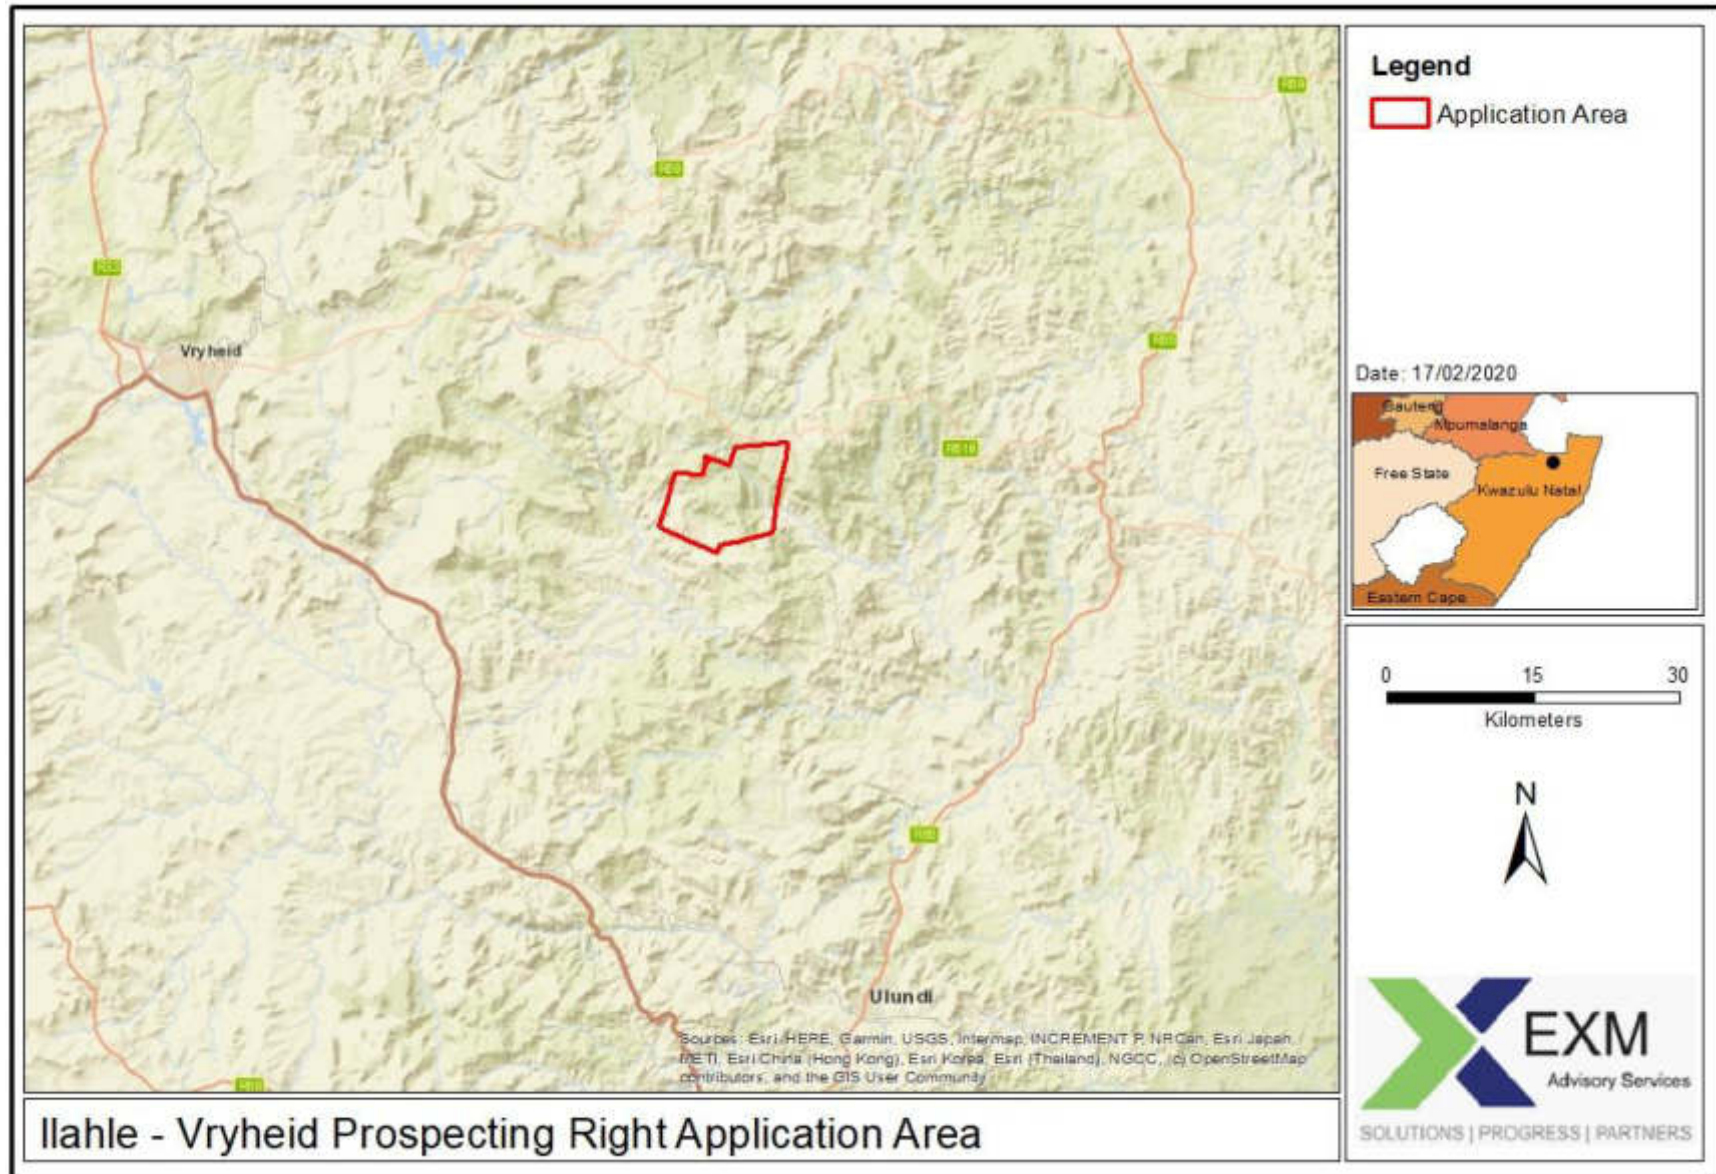 Legend
Application Area
Date: 17/02/2020
Gauteng
Mpumalanga
Free State
Kwazulu Natal
Eastern Cape
0 15 30
Kilometers
N
EXM
Advisory Services
SOLUTIONS | PROGRESS | PARTNERS
Vryheid
R618
Ulundi
Sources: Esri, HERE, Garmin, USGS, Intermap, INCREMENT P, NRCan, Esri Japan,
METI, Esri China (Hong Kong), Esri Korea, Esri (Thailand), NGCC, (c) OpenStreetMap
contributors, and the GIS User Community
Ilahle - Vryheid Prospecting Right Application Area